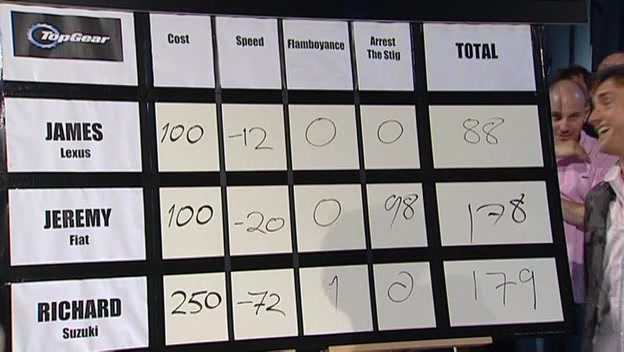 TopGear
Cost
Speed
Flamboyance
Arrest
The Stig
TOTAL
JAMES
Lexus
100
-12
0
0
88
JEREMY
Fiat
100
-20
0
98
178
RICHARD
Suzuki
250
-72
1
0
179